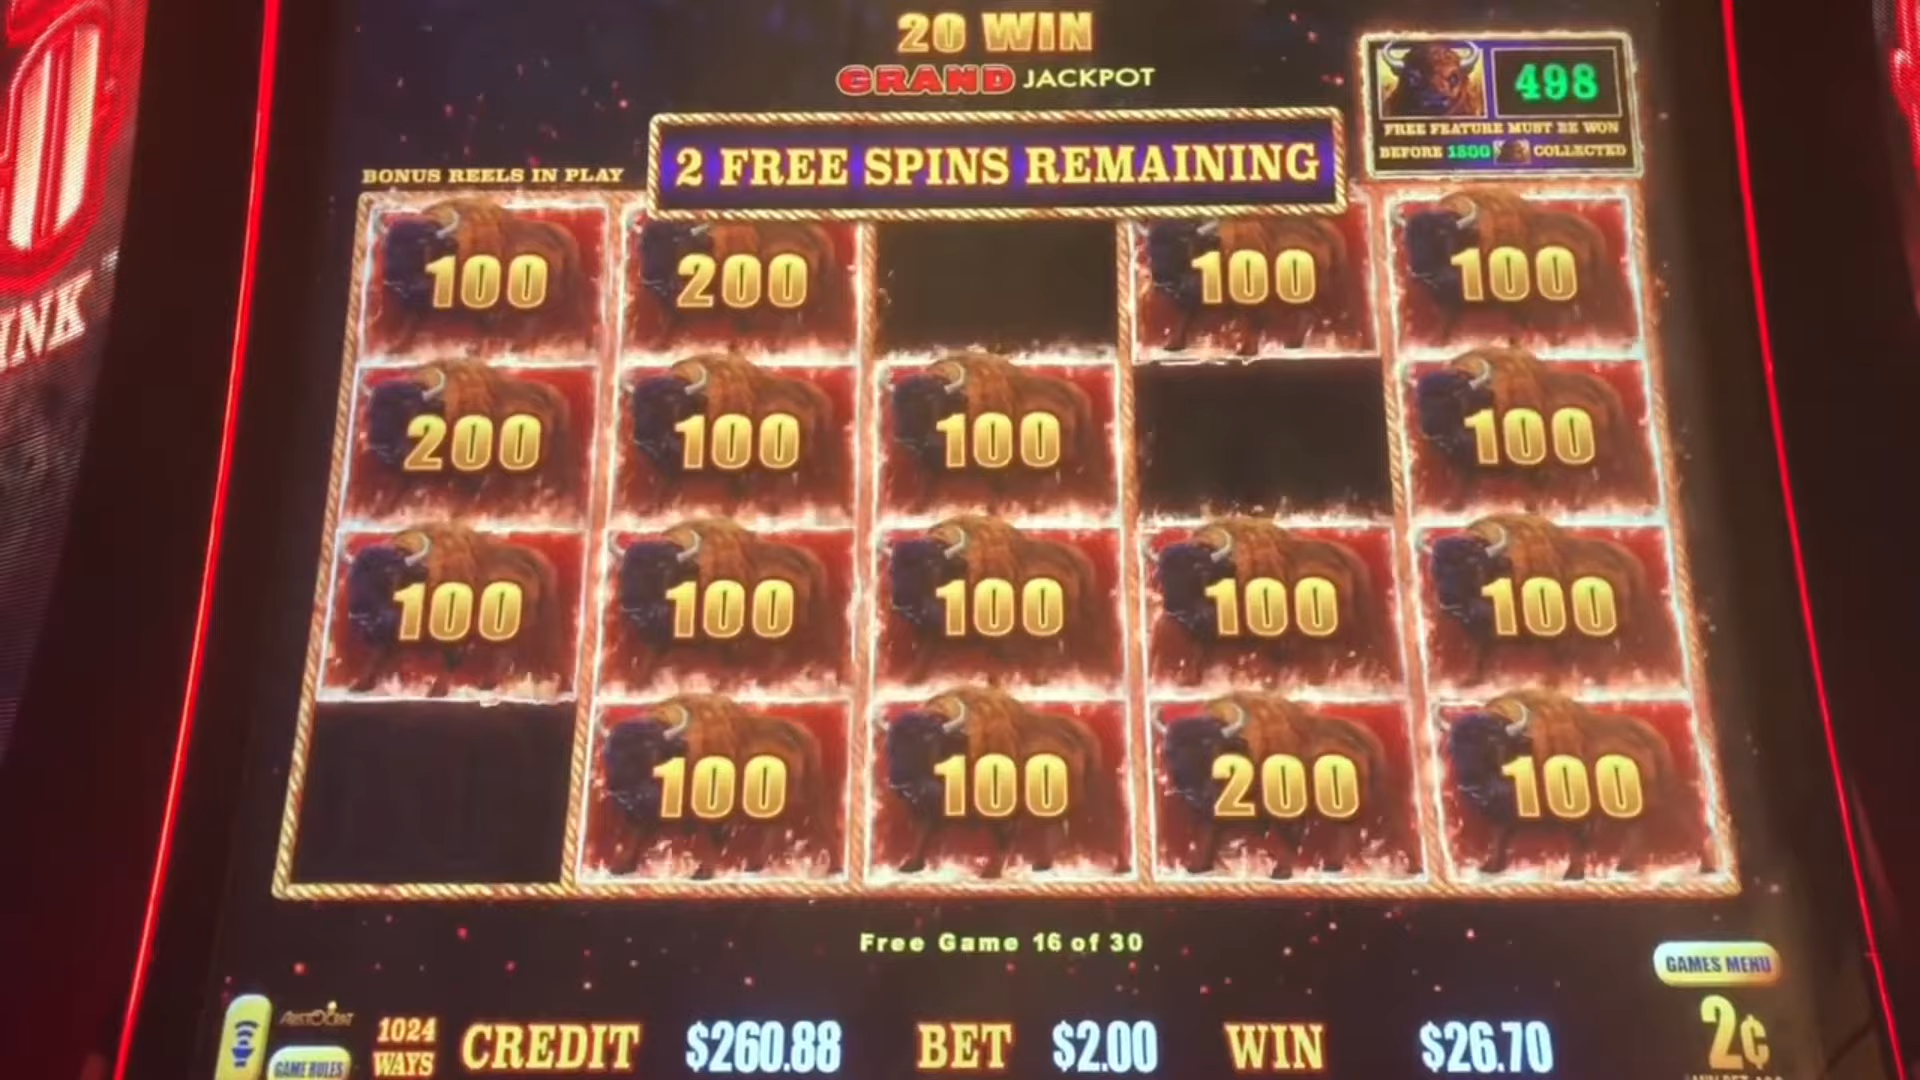 20 WIN
GRAND JACKPOT
498
FREE FEATURE MUST BE WON
BEFORE 1800 COLLECTED
2 FREE SPINS REMAINING
BONUS REELS IN PLAY
100 200 100 100
200 100 100 100
100 100 100 100 100
100 100 200 100
Free Game 16 of 30
GAMES MENU
ARISTOCRAT
1024 WAYS
CREDIT $260.88 BET $2.00 WIN $26.70
2¢
GAME RULES